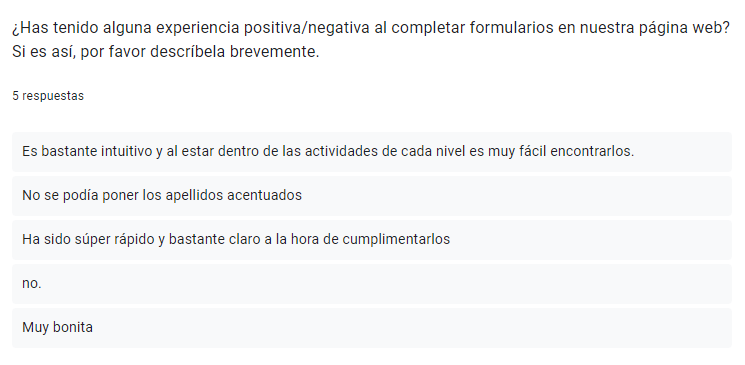 ¿Has tenido alguna experiencia positiva/negativa al completar formularios en nuestra página web?
Si es así, por favor descríbela brevemente.
5 respuestas
Es bastante intuitivo y al estar dentro de las actividades de cada nivel es muy fácil encontrarlos.
No se podía poner los apellidos acentuados
Ha sido súper rápido y bastante claro a la hora de cumplimentarlos
no.
Muy bonita